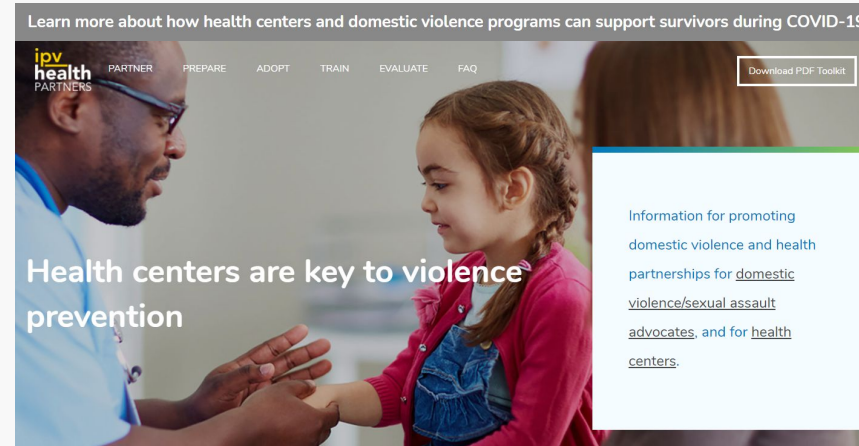 Learn more about how health centers and domestic violence programs can support survivors during COVID-19
ipv
health
PARTNERS
PARTNER PREPARE ADOPT TRAIN EVALUATE FAQ
Download PDF Toolkit
Health centers are key to violence
prevention
Information for promoting
domestic violence and health
partnerships for domestic
violence/sexual assault
advocates, and for health
centers.